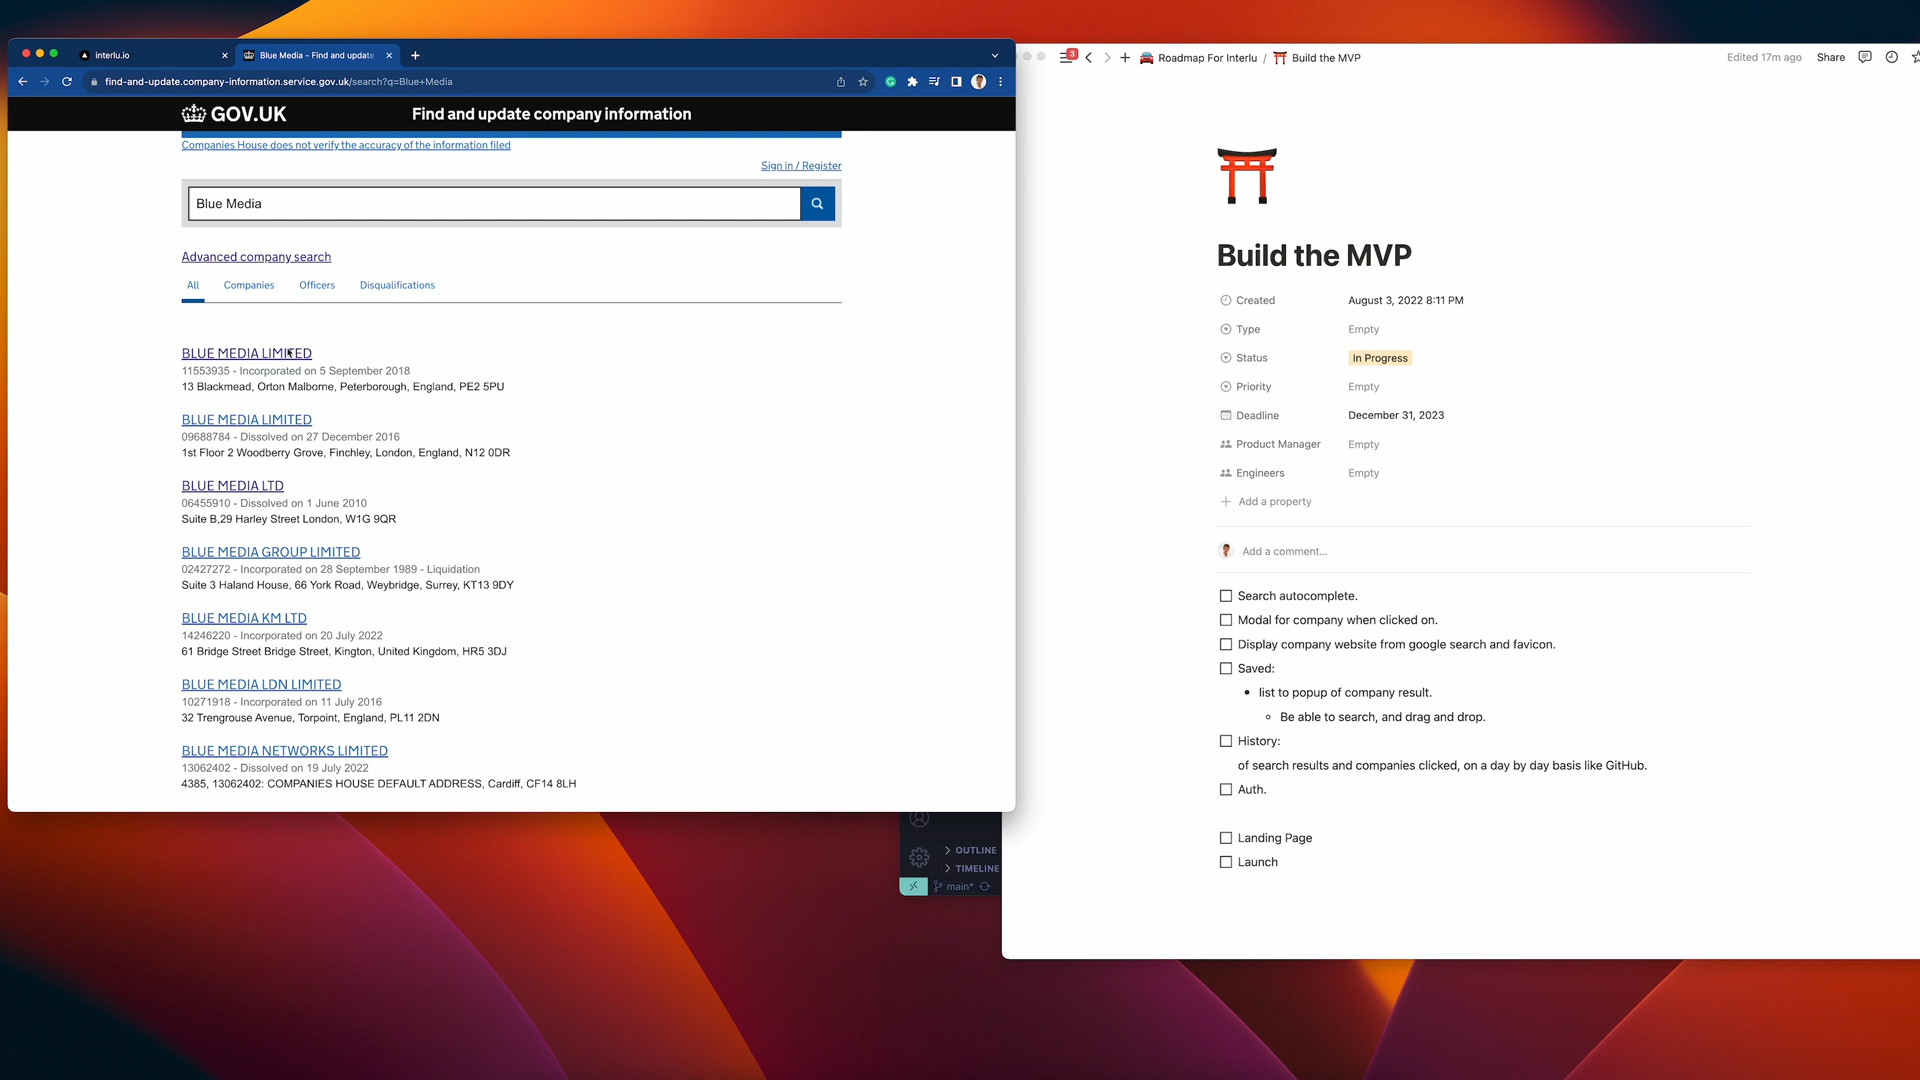 interlu.io
Blue Media - Find and update
find-and-update.company-information.service.gov.uk/search?q=Blue+Media
GOV.UK
Find and update company information
Companies House does not verify the accuracy of the information filed
Sign in / Register
Blue Media
Advanced company search
All
Companies
Officers
Disqualifications
BLUE MEDIA LIMITED
11553935 - Incorporated on 5 September 2018
13 Blackmead, Orton Malborne, Peterborough, England, PE2 5PU
BLUE MEDIA LIMITED
09688784 - Dissolved on 27 December 2016
1st Floor 2 Woodberry Grove, Finchley, London, England, N12 0DR
BLUE MEDIA LTD
06455910 - Dissolved on 1 June 2010
Suite B,29 Harley Street London, W1G 9QR
BLUE MEDIA GROUP LIMITED
02427272 - Incorporated on 28 September 1989 - Liquidation
Suite 3 Haland House, 66 York Road, Weybridge, Surrey, KT13 9DY
BLUE MEDIA KM LTD
14246220 - Incorporated on 20 July 2022
61 Bridge Street Bridge Street, Kington, United Kingdom, HR5 3DJ
BLUE MEDIA LDN LIMITED
10271918 - Incorporated on 11 July 2016
32 Trengrouse Avenue, Torpoint, England, PL11 2DN
BLUE MEDIA NETWORKS LIMITED
13062402 - Dissolved on 19 July 2022
4385, 13062402: COMPANIES HOUSE DEFAULT ADDRESS, Cardiff, CF14 8LH
OUTLINE
TIMELINE
main*
3
Roadmap For Interlu / Build the MVP
Edited 17m ago
Share
Build the MVP
Created August 3, 2022 8:11 PM
Type Empty
Status In Progress
Priority Empty
Deadline December 31, 2023
Product Manager Empty
Engineers Empty
Add a property
Add a comment...
Search autocomplete.
Modal for company when clicked on.
Display company website from google search and favicon.
Saved:
list to popup of company result.
Be able to search, and drag and drop.
History:
of search results and companies clicked, on a day by day basis like GitHub.
Auth.
Landing Page
Launch